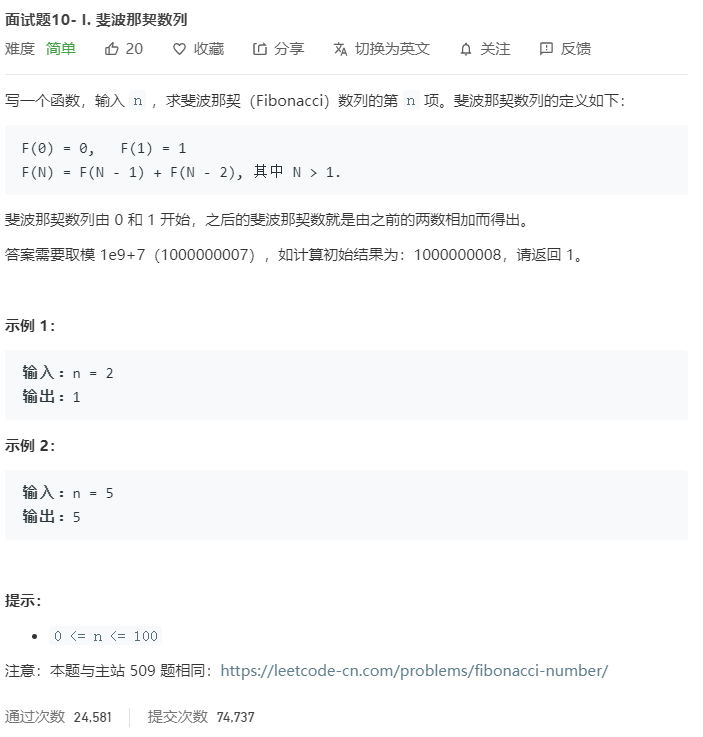 面试题10- I. 斐波那契数列
难度 简单 20 收藏 分享 切换为英文 关注 反馈
写一个函数，输入 n ，求斐波那契（Fibonacci）数列的第 n 项。斐波那契数列的定义如下：
F(0) = 0,   F(1) = 1
F(N) = F(N - 1) + F(N - 2), 其中 N > 1.
斐波那契数列由 0 和 1 开始，之后的斐波那契数就是由之前的两数相加而得出。
答案需要取模 1e9+7（1000000007），如计算初始结果为：1000000008，请返回 1。
示例 1：
输入：n = 2
输出：1
示例 2：
输入：n = 5
输出：5
提示：
• 0 <= n <= 100
注意：本题与主站 509 题相同：https://leetcode-cn.com/problems/fibonacci-number/
通过次数 24,581 提交次数 74,737